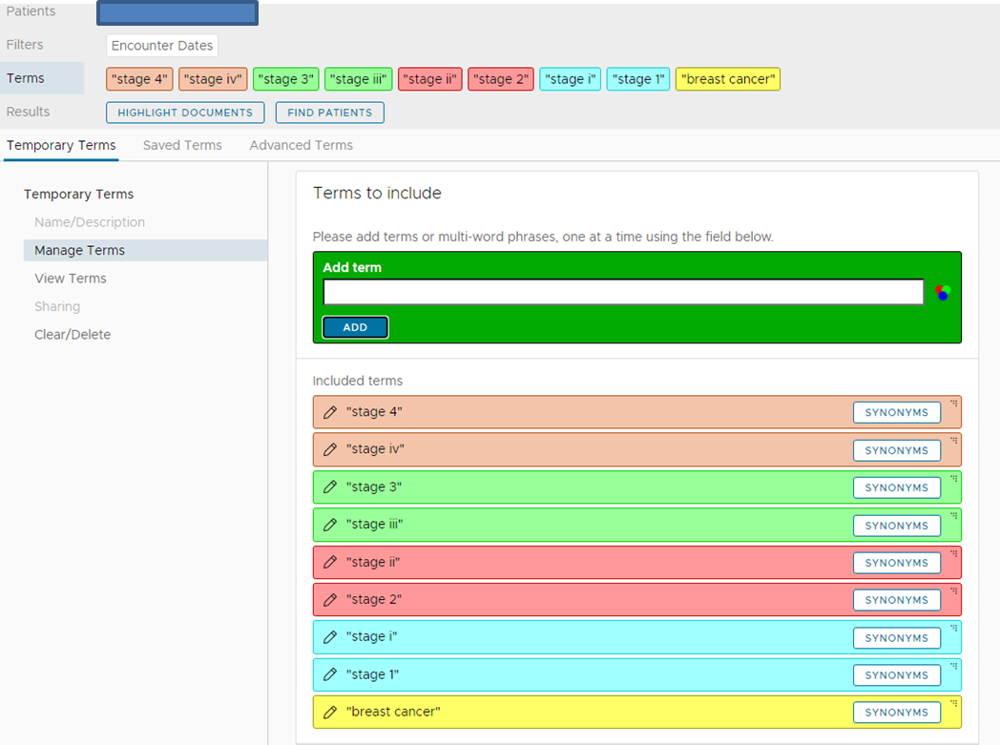 Patients
Filters
Encounter Dates
Terms
"stage 4" "stage iv" "stage 3" "stage iii" "stage ii" "stage 2" "stage i" "stage 1" "breast cancer"
Results
HIGHLIGHT DOCUMENTS FIND PATIENTS
Temporary Terms Saved Terms Advanced Terms
Temporary Terms
Name/Description
Manage Terms
View Terms
Sharing
Clear/Delete
Terms to include
Please add terms or multi-word phrases, one at a time using the field below.
Add term
ADD
Included terms
"stage 4" SYNONYMS
"stage iv" SYNONYMS
"stage 3" SYNONYMS
"stage iii" SYNONYMS
"stage ii" SYNONYMS
"stage 2" SYNONYMS
"stage i" SYNONYMS
"stage 1" SYNONYMS
"breast cancer" SYNONYMS